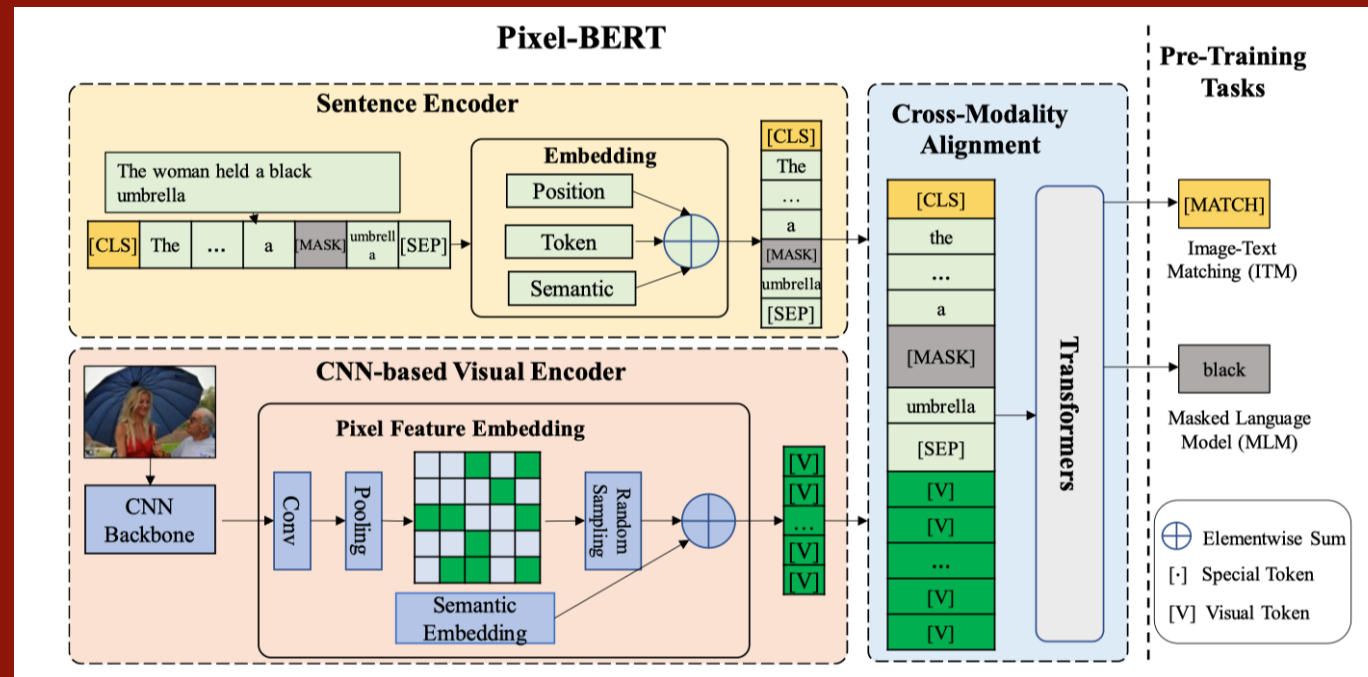 Pixel-BERT
Sentence Encoder
The woman held a black
umbrella
[CLS] The ... a [MASK] umbrell [SEP]
a
Embedding
Position
Token
Semantic
[CLS]
The
...
a
[MASK]
umbrella
[SEP]
CNN-based Visual Encoder
CNN
Backbone
Pixel Feature Embedding
Conv
Pooling
Random
Sampling
Semantic
Embedding
[V]
[V]
...
[V]
[V]
Cross-Modality
Alignment
[CLS]
the
...
a
[MASK]
umbrella
[SEP]
[V]
[V]
...
[V]
[V]
Transformers
Pre-Training
Tasks
[MATCH]
Image-Text
Matching (ITM)
black
Masked Language
Model (MLM)
Elementwise Sum
[·] Special Token
[V] Visual Token